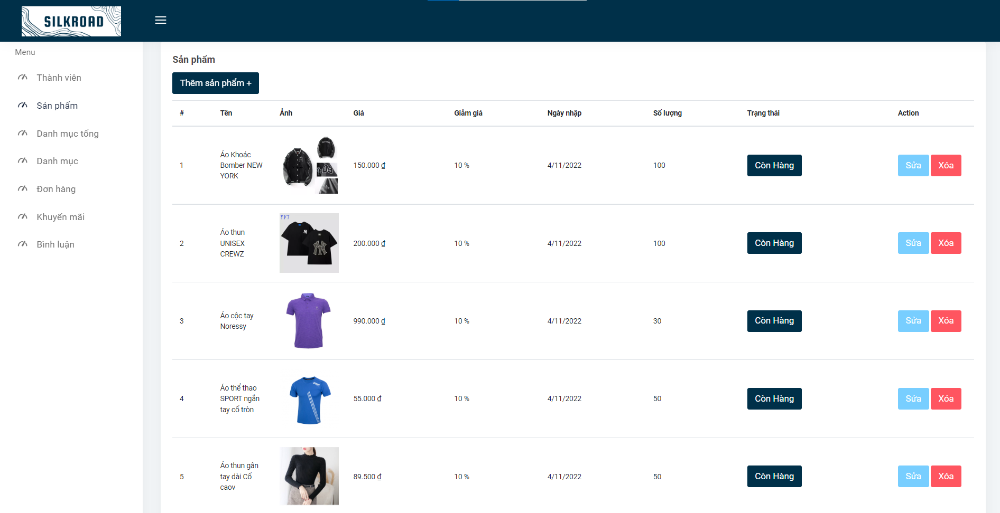 SILKROAD
Menu
Thành viên
Sản phẩm
Danh mục tổng
Danh mục
Đơn hàng
Khuyến mãi
Bình luận
Sản phẩm
Thêm sản phẩm +
# Tên Ảnh Giá Giảm giá Ngày nhập Số lượng Trạng thái Action
Áo Khoác
1 Bomber NEW 150.000 ₫ 10 % 4/11/2022 100 Còn Hàng Sửa Xóa
YORK
03
YF7
Áo thun
2 UNISEX 200.000 ₫ 10 % 4/11/2022 100 Còn Hàng Sửa Xóa
CREWZ
NY
Áo cộc tay
3 990.000 ₫ 10 % 4/11/2022 30 Còn Hàng Sửa Xóa
Noressy
SPORT
Áo thể thao
4 SPORT ngắn 55.000 ₫ 10 % 4/11/2022 50 Còn Hàng Sửa Xóa
tay cổ tròn
Áo thun gân
5 tay dài Cổ 89.500 ₫ 10 % 4/11/2022 50 Còn Hàng Sửa Xóa
caov